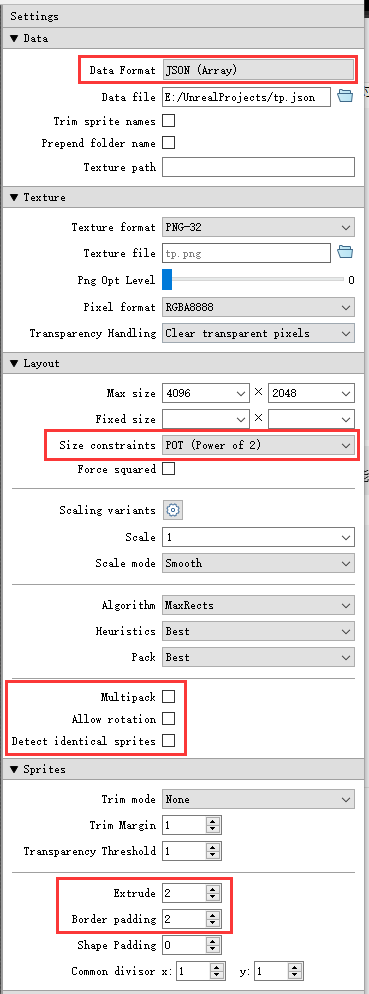 Settings
Data
Data Format JSON (Array)
Data file E:/UnrealProjects/tp.json
Trim sprite names
Prepend folder name
Texture path
Texture
Texture format PNG-32
Texture file tp.png
Png Opt Level 0
Pixel format RGBA8888
Transparency Handling Clear transparent pixels
Layout
Max size 4096 × 2048
Fixed size ×
Size constraints POT (Power of 2)
Force squared
Scaling variants
Scale 1
Scale mode Smooth
Algorithm MaxRects
Heuristics Best
Pack Best
Multipack
Allow rotation
Detect identical sprites
Sprites
Trim mode None
Trim Margin 1
Transparency Threshold 1
Extrude 2
Border padding 2
Shape Padding 0
Common divisor x: 1 y: 1